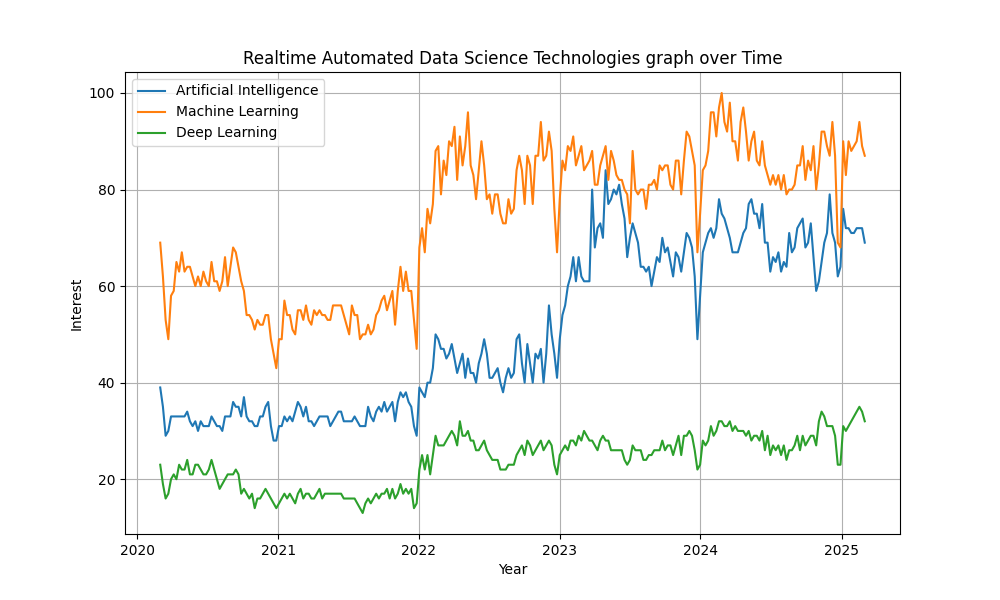 Realtime Automated Data Science Technologies graph over Time
Artificial Intelligence
Machine Learning
Deep Learning
100
80
60
40
20
Interest
2020 2021 2022 2023 2024 2025
Year